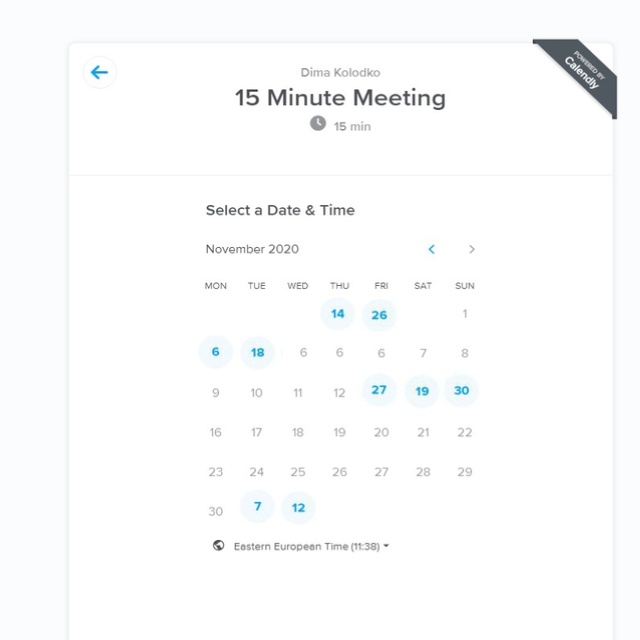 Dima Kolodko
POWERED BY
Calendly
15 Minute Meeting
15 min
Select a Date & Time
November 2020
MON TUE WED THU FRI SAT SUN
14 26 1
6 18 6 6 6 7 8
9 10 11 12 27 19 30
16 17 18 19 20 21 22
23 24 25 26 27 28 29
30 7 12
Eastern European Time (11:38)